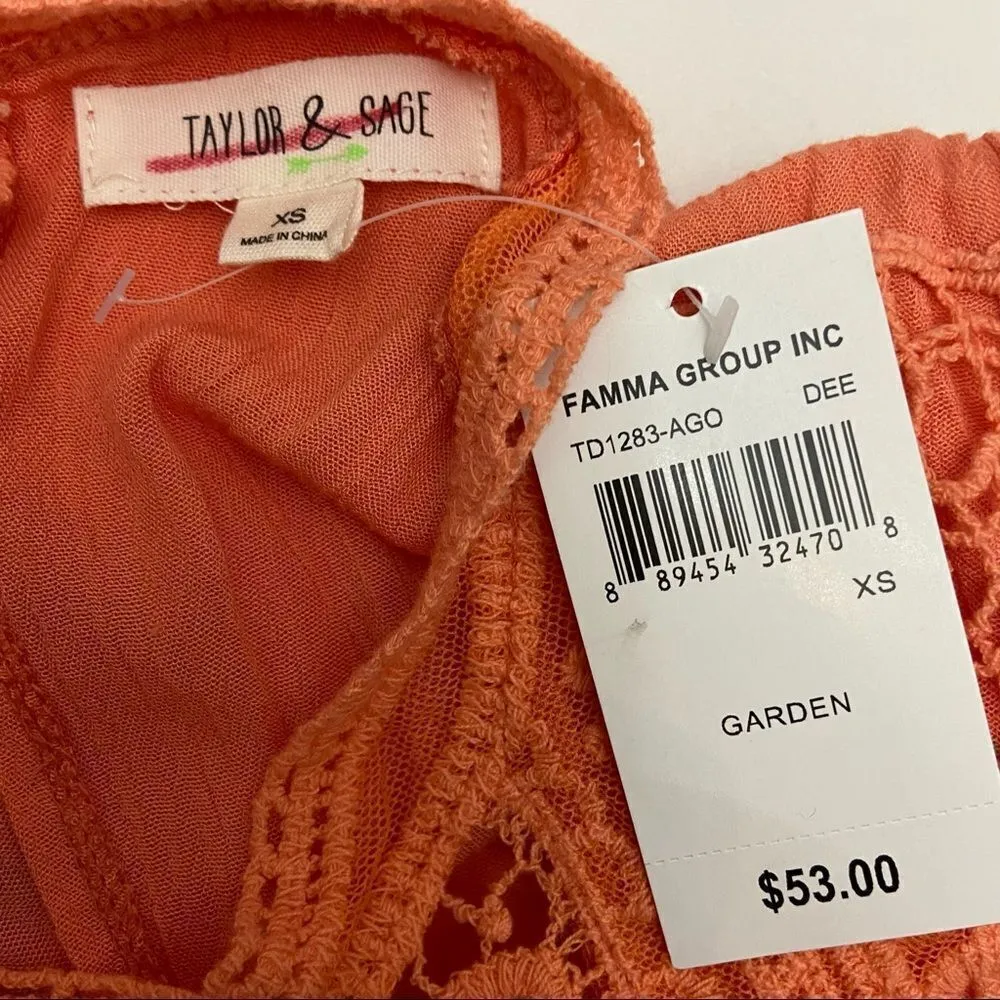 TAYLOR & SAGE
XS
MADE IN CHINA
FAMMA GROUP INC
TD1283-AGO DEE
8 89454 32470 8
XS
GARDEN
$53.00